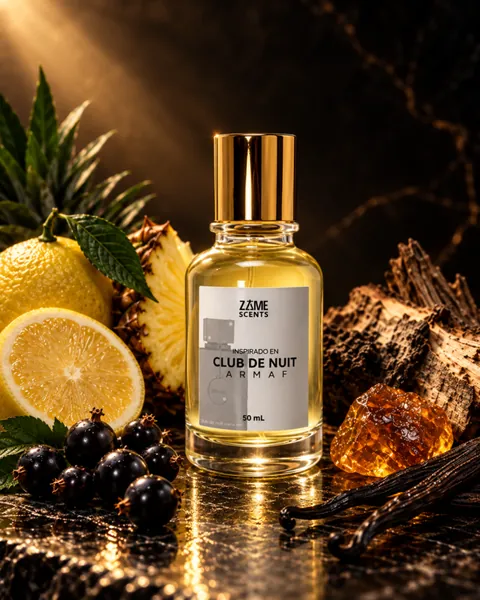 ZAME
SCENTS
INSPIRADO EN
CLUB DE NUIT
ARMAF
50 mL